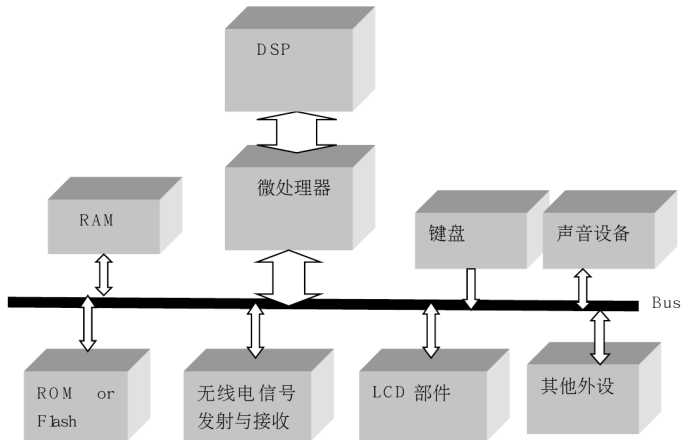 DSP
微处理器
RAM
键盘
声音设备
Bus
ROM or
Flash
无线电信号
发射与接收
LCD 部件
其他外设